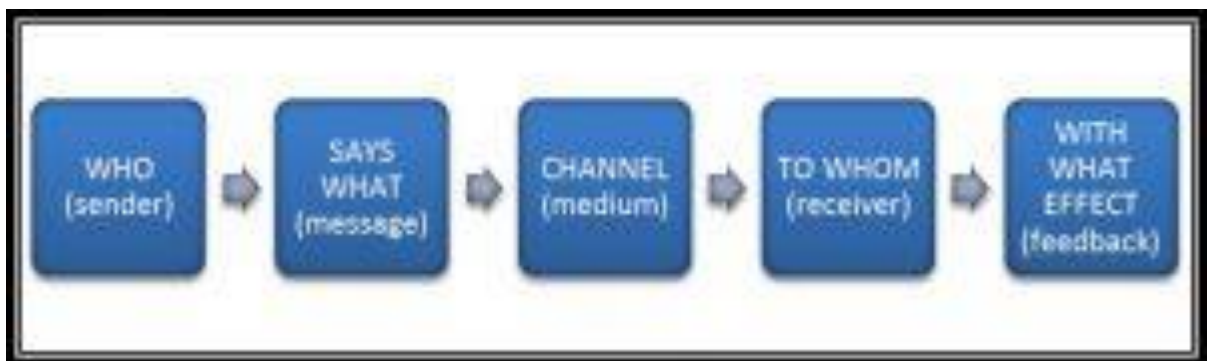 WHO
(sender)
SAYS
WHAT
(message)
CHANNEL
(medium)
TO WHOM
(receiver)
WITH
WHAT
EFFECT
(feedback)